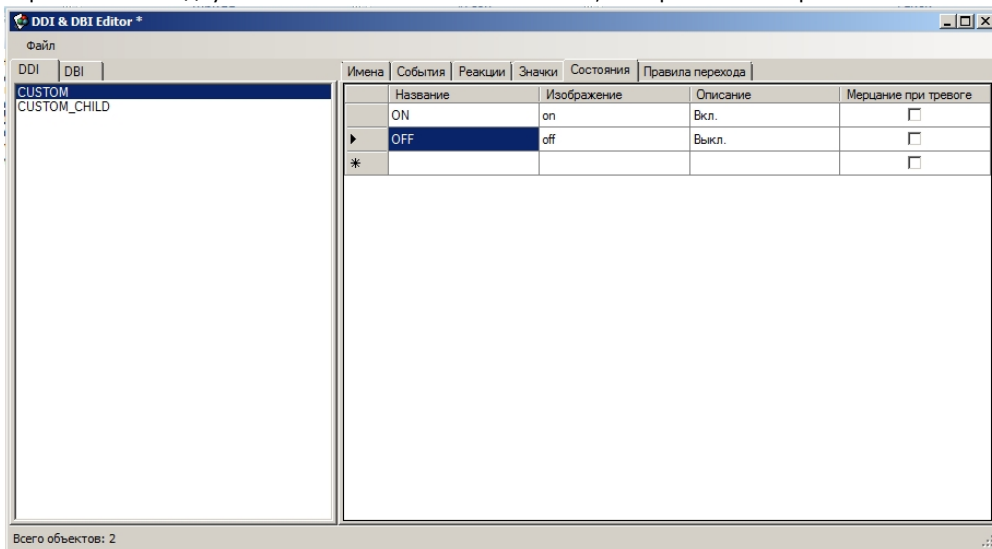 DDI & DBI Editor *
Файл
DDI DBI
CUSTOM
CUSTOM_CHILD
Имена События Реакции Значки Состояния Правила перехода
Название Изображение Описание Мерцание при тревоге
ON on Вкл.
OFF off Выкл.
Всего объектов: 2